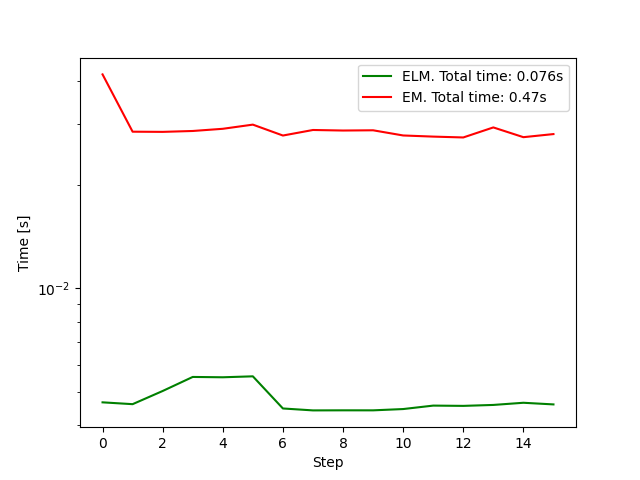 ELM. Total time: 0.076s
EM. Total time: 0.47s
Time [s]
10⁻²
0 2 4 6 8 10 12 14
Step